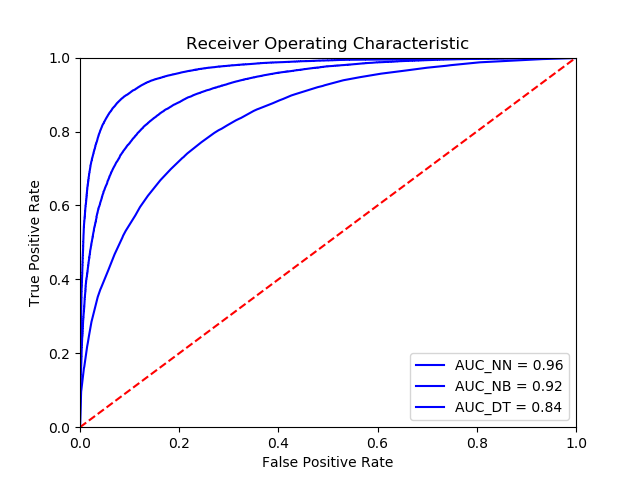 Receiver Operating Characteristic
1.0
0.8
0.6
0.4
0.2
0.0
True Positive Rate
AUC_NN = 0.96
AUC_NB = 0.92
AUC_DT = 0.84
0.0 0.2 0.4 0.6 0.8 1.0
False Positive Rate